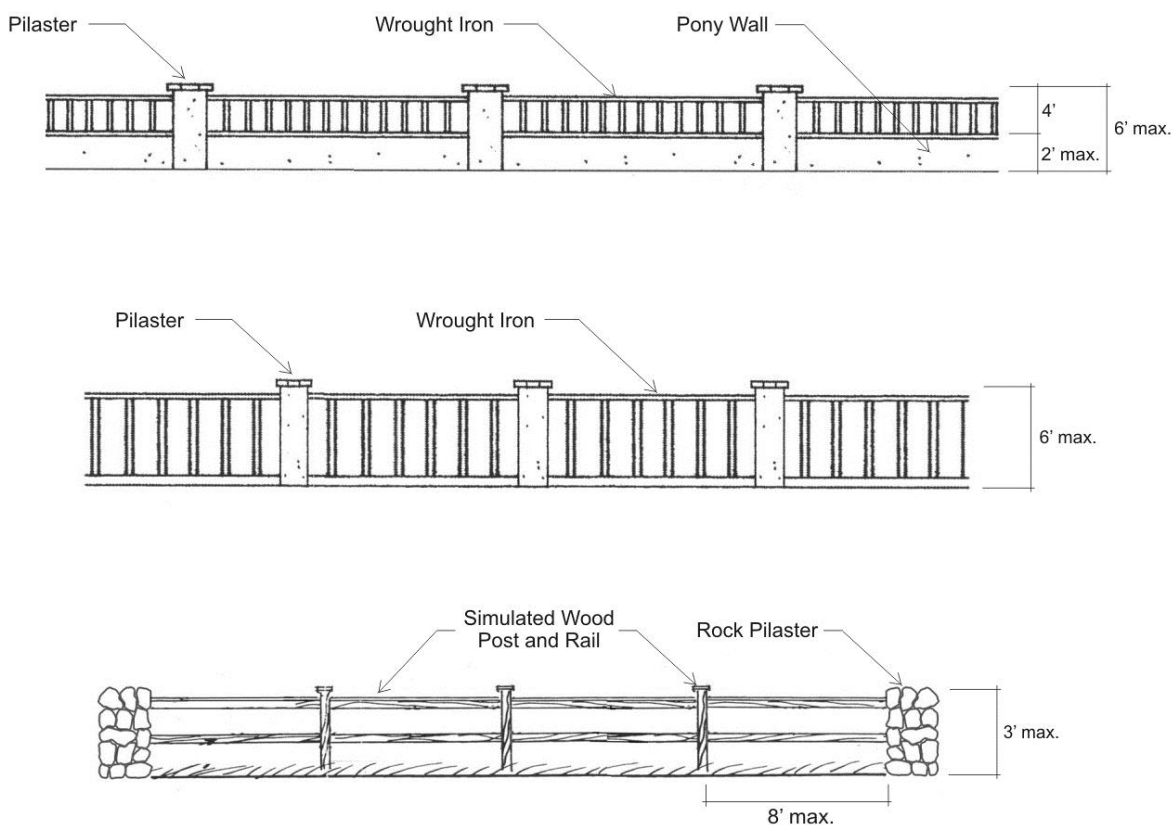 Pilaster
Wrought Iron
Pony Wall
4’
6’ max.
2’ max.
Pilaster
Wrought Iron
6’ max.
Simulated Wood
Post and Rail
Rock Pilaster
3’ max.
8’ max.